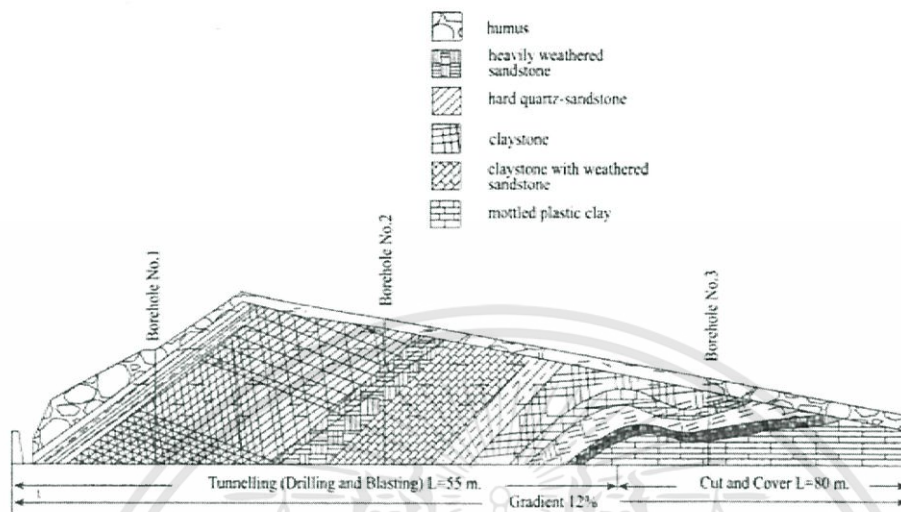 humus
heavily weathered
sandstone
hard quartz-sandstone
claystone
claystone with weathered
sandstone
mottled plastic clay
Borehole No.1
Borehole No.2
Borehole No.3
Tunnelling (Drilling and Blasting) L=55 m.
Cut and Cover L=80 m.
Gradient 12%